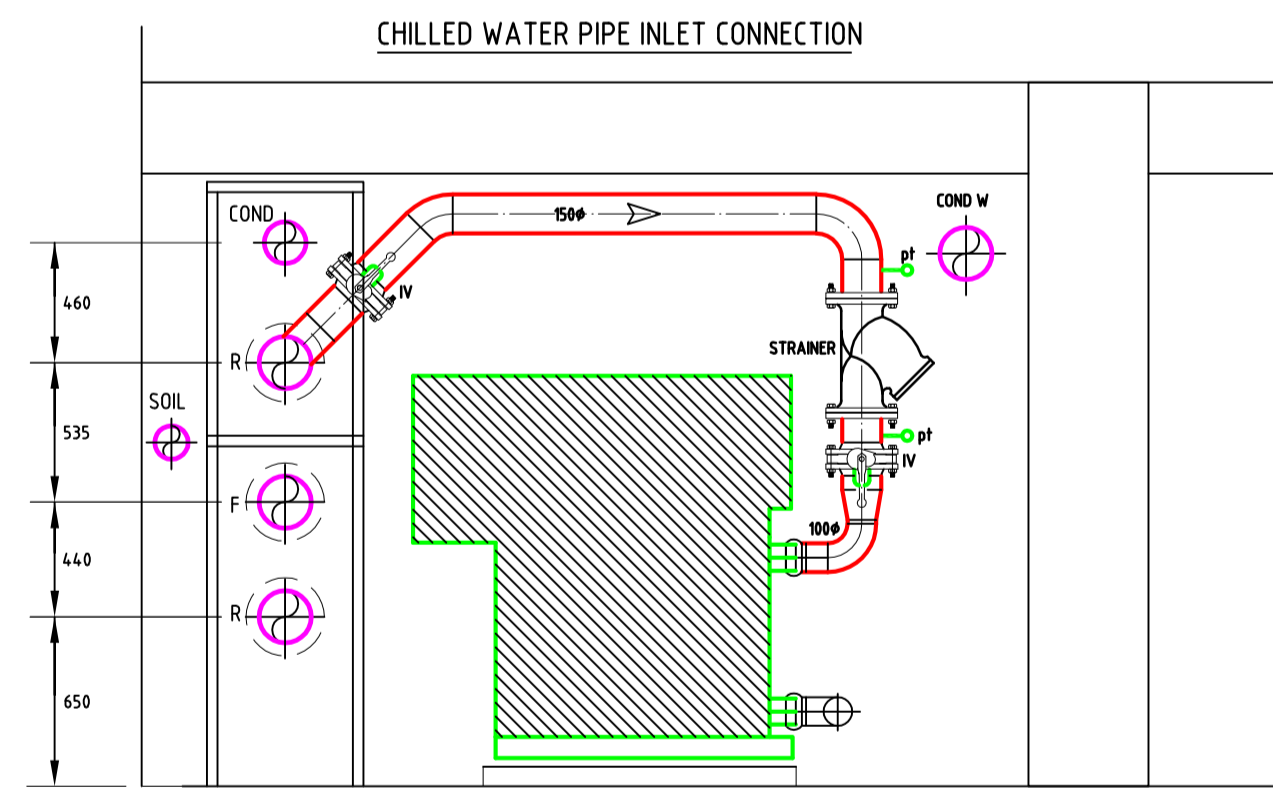 CHILLED WATER PIPE INLET CONNECTION
COND
150ø
COND W
pt
IV
460
STRAINER
R
SOIL
535
pt
IV
F
100ø
440
R
650